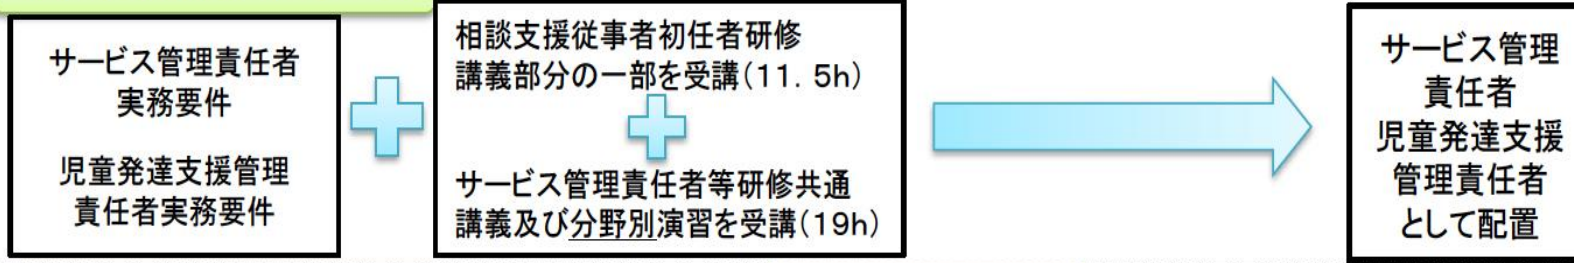 サービス管理責任者
実務要件
児童発達支援管理
責任者実務要件
相談支援従事者初任者研修
講義部分の一部を受講(11.5h)
サービス管理責任者等研修共通
講義及び分野別演習を受講(19h)
サービス管理
責任者
児童発達支援
管理責任者
として配置